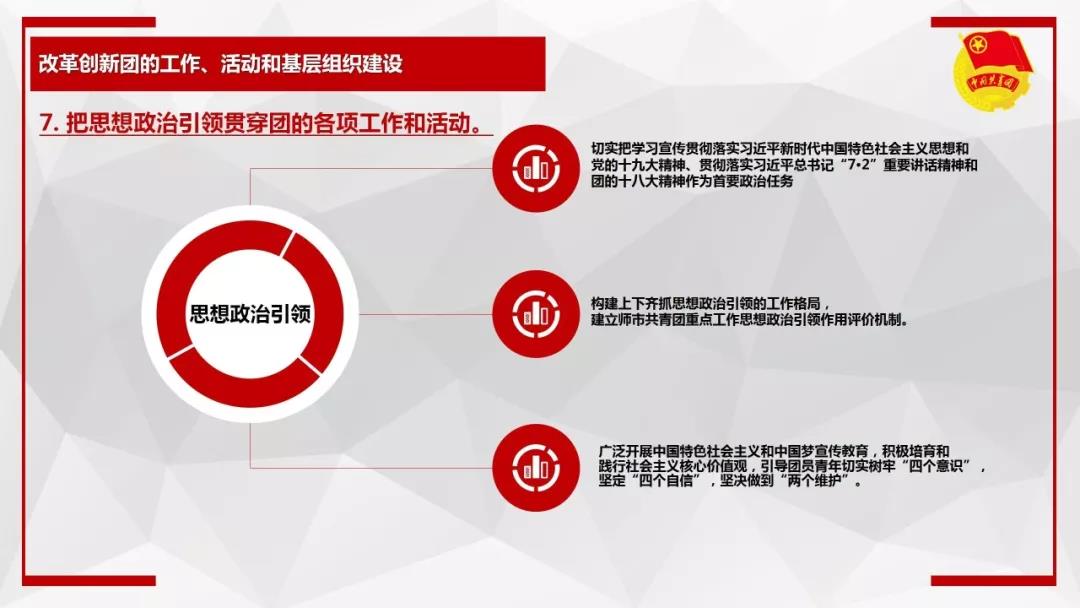 改革创新团的工作、活动和基层组织建设
中国共青团
7. 把思想政治引领贯穿团的各项工作和活动。
思想政治引领
切实把学习宣传贯彻落实习近平新时代中国特色社会主义思想和
党的十九大精神、贯彻落实习近平总书记“7·2”重要讲话精神和
团的十八大精神作为首要政治任务
构建上下齐抓思想政治引领的工作格局，
建立师市共青团重点工作思想政治引领作用评价机制。
广泛开展中国特色社会主义和中国梦宣传教育，积极培育和
践行社会主义核心价值观，引导团员青年切实树牢“四个意识”，
坚定“四个自信”，坚决做到“两个维护”。